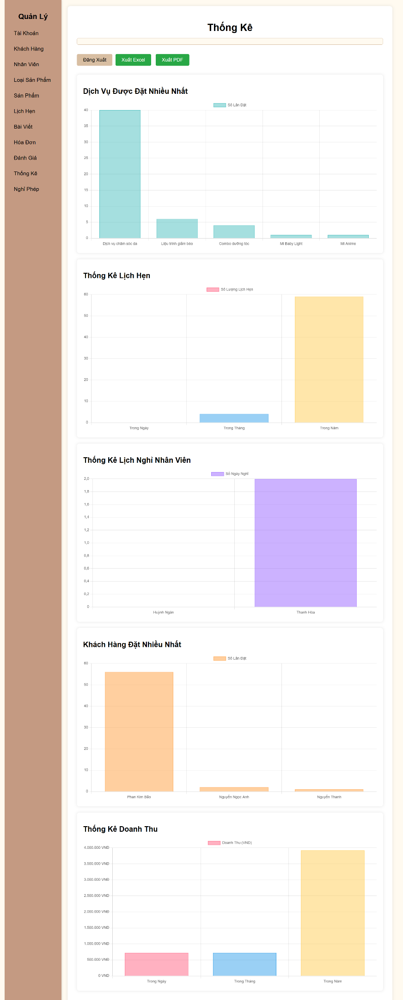 Quản Lý
Tài Khoản
Khách Hàng
Nhân Viên
Loại Sản Phẩm
Sản Phẩm
Lịch Hẹn
Bài Viết
Hóa Đơn
Đánh Giá
Thống Kê
Nghỉ Phép
Thống Kê
Đăng Xuất
Xuất Excel
Xuất PDF
Dịch Vụ Được Đặt Nhiều Nhất
Số Lần Đặt
40
35
30
25
20
15
10
5
0
Dịch vụ chăm sóc da
Liệu trình giảm béo
Combo dưỡng tóc
MI Baby Light
MI Anime
Thống Kê Lịch Hẹn
Số Lượng Lịch Hẹn
60
50
40
30
20
10
0
Trong Ngày
Trong Tháng
Trong Năm
Thống Kê Lịch Nghỉ Nhân Viên
Số Ngày Nghỉ
2,0
1,8
1,6
1,4
1,2
1,0
0,8
0,6
0,4
0,2
0
Huỳnh Ngân
Thanh Hòa
Khách Hàng Đặt Nhiều Nhất
Số Lần Đặt
60
50
40
30
20
10
0
Phan Kim Bảo
Nguyễn Ngọc Anh
Nguyễn Thanh
Thống Kê Doanh Thu
Doanh Thu (VND)
4.000.000 VNĐ
3.500.000 VNĐ
3.000.000 VNĐ
2.500.000 VNĐ
2.000.000 VNĐ
1.500.000 VNĐ
1.000.000 VNĐ
500.000 VNĐ
0 VNĐ
Trong Ngày
Trong Tháng
Trong Năm